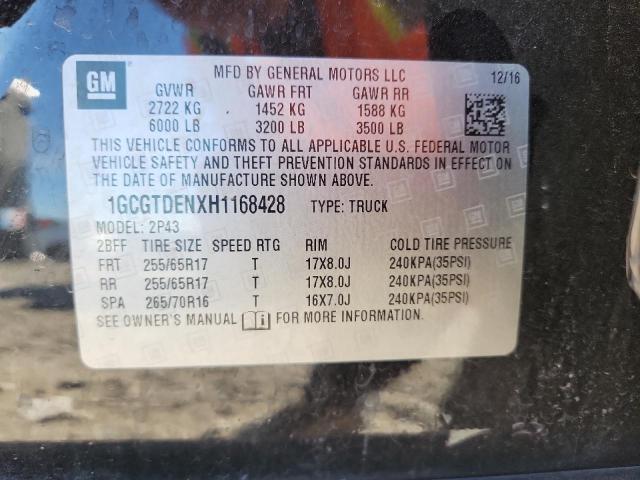 GM MFD BY GENERAL MOTORS LLC 12/16
GVWR GAWR FRT GAWR RR
2722 KG 1452 KG 1588 KG
6000 LB 3200 LB 3500 LB
THIS VEHICLE CONFORMS TO ALL APPLICABLE U.S. FEDERAL MOTOR
VEHICLE SAFETY AND THEFT PREVENTION STANDARDS IN EFFECT ON
THE DATE OF MANUFACTURE SHOWN ABOVE.
1GCGTDENXH1168428 TYPE: TRUCK
MODEL: 2P43
2BFF TIRE SIZE SPEED RTG RIM COLD TIRE PRESSURE
FRT 255/65R17 T 17X8.0J 240KPA(35PSI)
RR 255/65R17 T 17X8.0J 240KPA(35PSI)
SPA 265/70R16 T 16X7.0J 240KPA(35PSI)
SEE OWNER'S MANUAL FOR MORE INFORMATION.